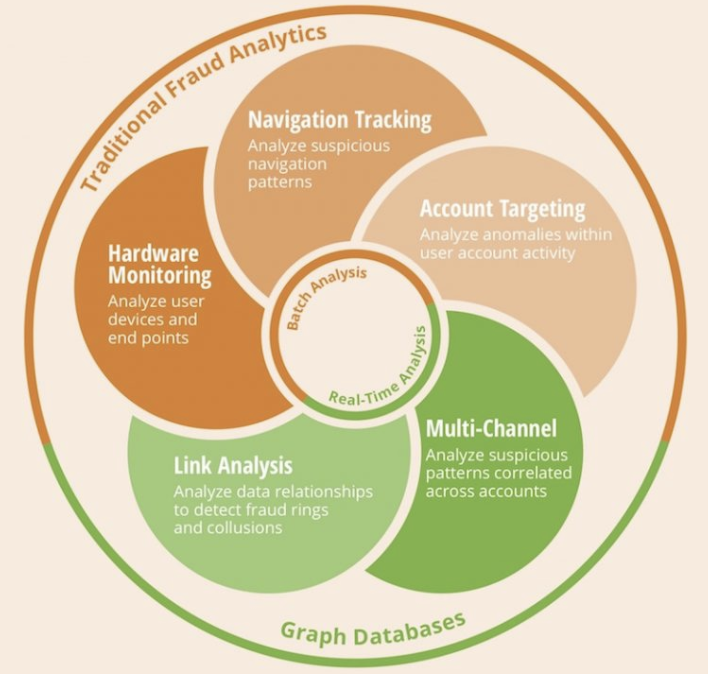 Traditional Fraud Analytics
Navigation Tracking
Analyze suspicious
navigation
patterns
Account Targeting
Analyze anomalies within
user account activity
Hardware
Monitoring
Analyze user
devices and
end points
Batch Analysis
Real-Time Analysis
Multi-Channel
Analyze suspicious
patterns correlated
across accounts
Link Analysis
Analyze data relationships
to detect fraud rings
and collusions
Graph Databases